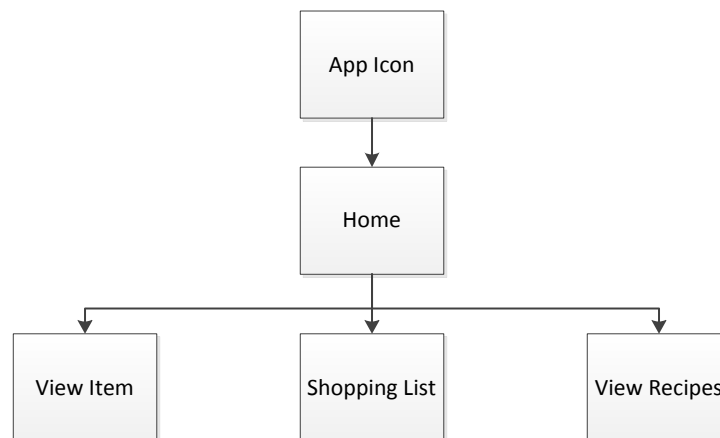 App Icon
Home
View Item
Shopping List
View Recipes